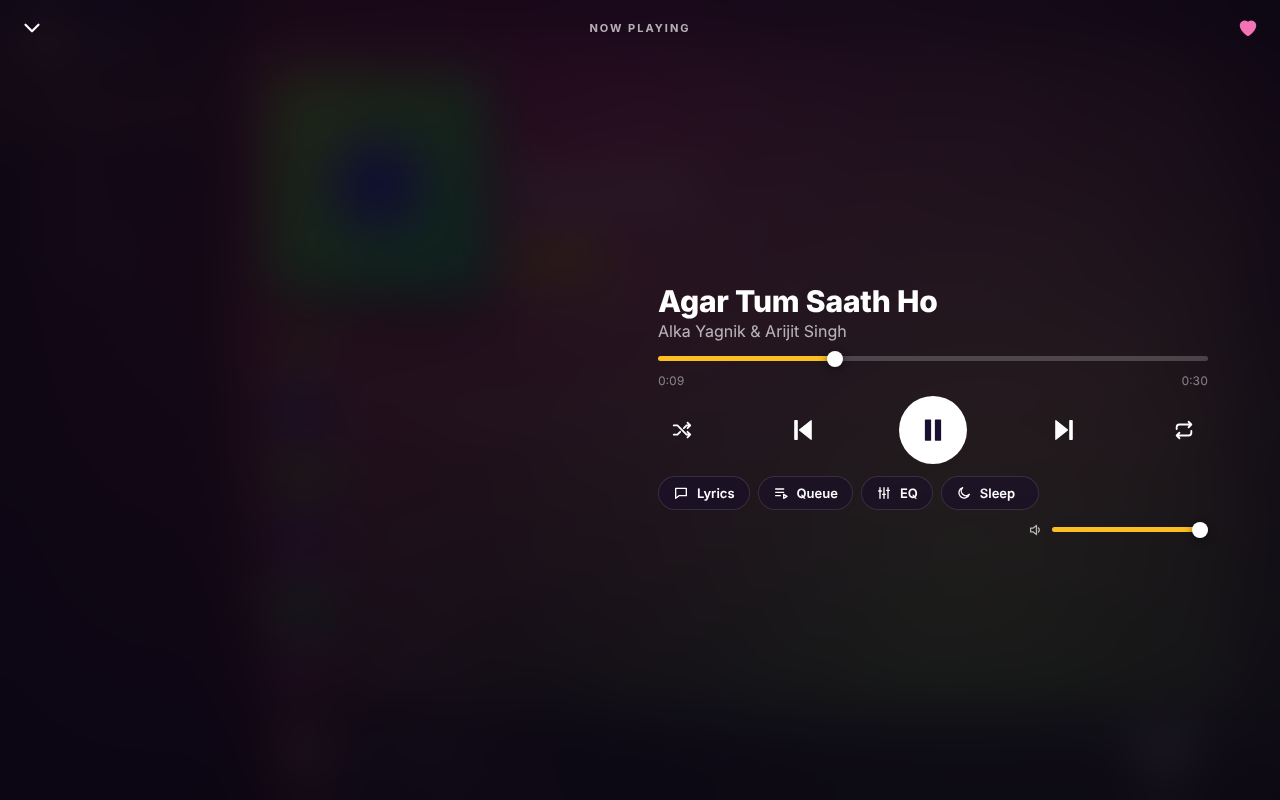 NOW PLAYING
Agar Tum Saath Ho
Alka Yagnik & Arijit Singh
0:09 0:30
Lyrics Queue EQ Sleep